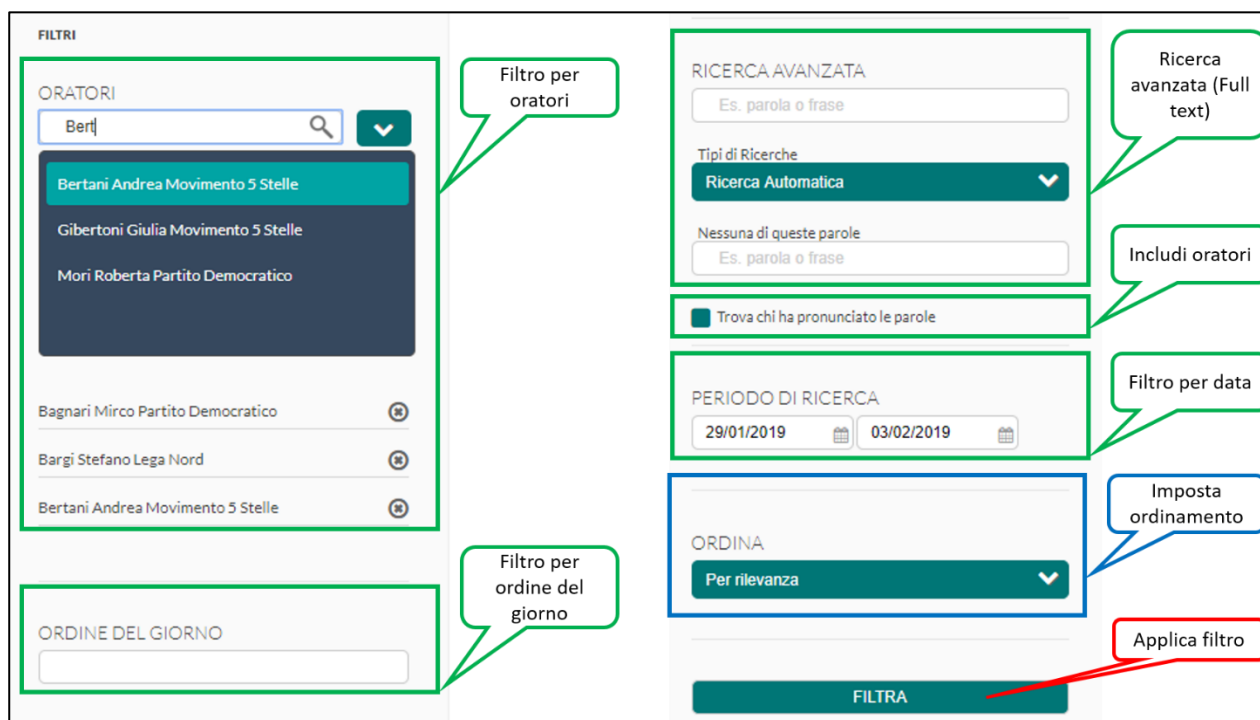 FILTRI
ORATORI
Bert
Bertani Andrea Movimento 5 Stelle
Gibertoni Giulia Movimento 5 Stelle
Mori Roberta Partito Democratico
Bagnari Mirco Partito Democratico
Bargi Stefano Lega Nord
Bertani Andrea Movimento 5 Stelle
ORDINE DEL GIORNO
Filtro per
oratori
Filtro per
ordine del
giorno
RICERCA AVANZATA
Es. parola o frase
Tipi di Ricerche
Ricerca Automatica
Nessuna di queste parole
Es. parola o frase
Trova chi ha pronunciato le parole
PERIODO DI RICERCA
29/01/2019
03/02/2019
ORDINA
Per rilevanza
FILTRA
Ricerca
avanzata (Full
text)
Includi oratori
Filtro per data
Imposta
ordinamento
Applica filtro